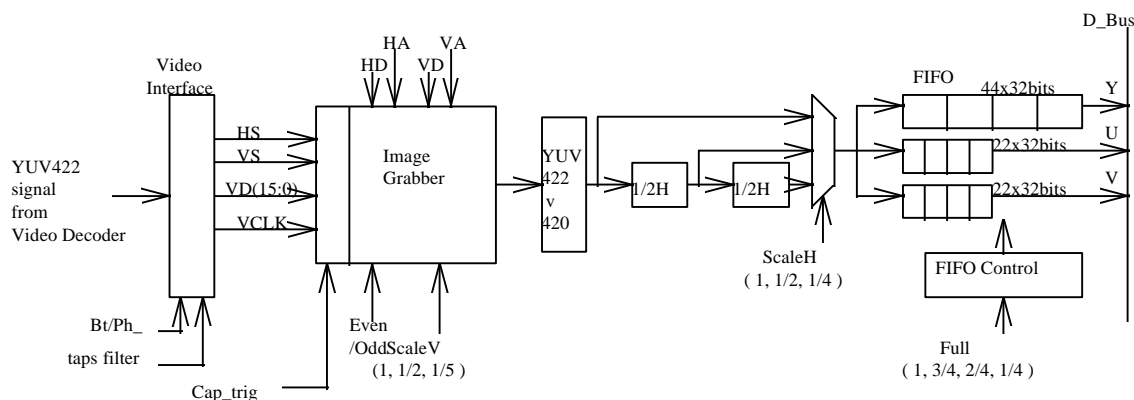 D_Bus
HA VA
Video
Interface
HD VD
FIFO
44x32bits
Y
HS
VS
VD(15:0)
VCLK
YUV422
signal
from
Video Decoder
Image
Grabber
YUV
422
v
420
1/2H
1/2H
22x32bits
U
22x32bits
V
ScaleH
( 1, 1/2, 1/4 )
FIFO Control
Bt/Ph_
taps filter
Cap_trig
Even
/OddScaleV
(1, 1/2, 1/5 )
Full
( 1, 3/4, 2/4, 1/4 )